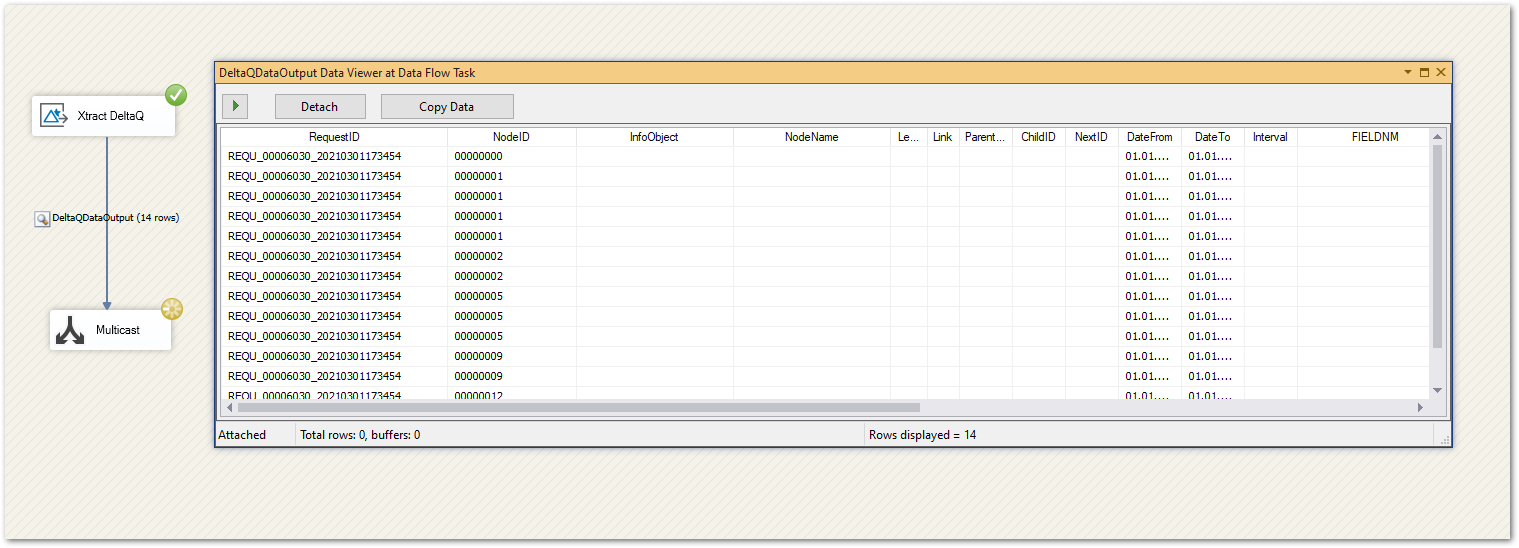 DeltaQDataOutput Data Viewer at Data Flow Task
Xtract DeltaQ
Detach Copy Data
RequestID NodeID InfoObject NodeName Le... Link Parent... ChildID NextID DateFrom DateTo Interval FIELDNM
REQU_00006030_20210301173454 00000000 01.01.... 01.01....
REQU_00006030_20210301173454 00000001 01.01.... 01.01....
REQU_00006030_20210301173454 00000001 01.01.... 01.01....
REQU_00006030_20210301173454 00000001 01.01.... 01.01....
REQU_00006030_20210301173454 00000001 01.01.... 01.01....
REQU_00006030_20210301173454 00000002 01.01.... 01.01....
REQU_00006030_20210301173454 00000002 01.01.... 01.01....
REQU_00006030_20210301173454 00000005 01.01.... 01.01....
REQU_00006030_20210301173454 00000005 01.01.... 01.01....
REQU_00006030_20210301173454 00000005 01.01.... 01.01....
REQU_00006030_20210301173454 00000009 01.01.... 01.01....
REQU_00006030_20210301173454 00000009 01.01.... 01.01....
REQU_00006030_20210301173454 00000012 01.01.... 01.01....
DeltaQDataOutput (14 rows)
Multicast
Attached Total rows: 0, buffers: 0 Rows displayed = 14